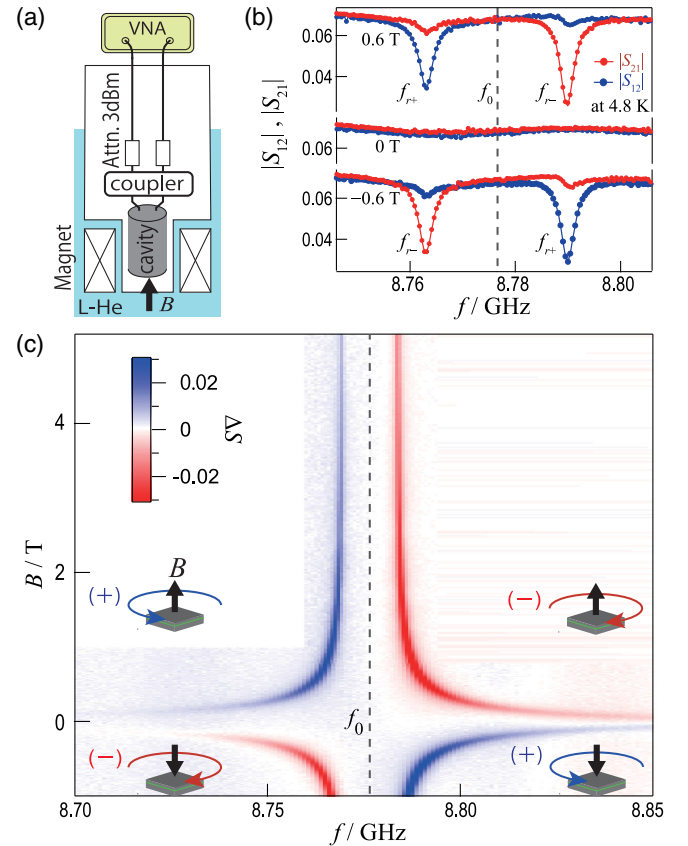 (a)
VNA
Attn. 3dBm
coupler
cavity
Magnet
L-He
B
(b)
|S12|, |S21|
0.06
0.04
0.06
0.06
0.04
0.6 T
fr+
f0
fr−
|S21|
|S12|
at 4.8 K
0 T
−0.6 T
fr−
fr+
8.76
8.78
8.80
f / GHz
(c)
0.02
0
-0.02
ΔS
B / T
4
2
0
B
(+)
(−)
f0
(−)
(+)
8.70
8.75
8.80
8.85
f / GHz